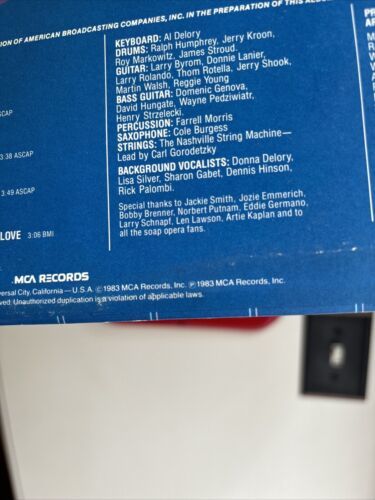 ION OF AMERICAN BROADCASTING COMPANIES, INC. IN THE PREPARATION OF THIS ALBU
KEYBOARD: Al Delory
DRUMS: Ralph Humphrey, Jerry Kroon,
Roy Markowitz, James Stroud.
GUITAR: Larry Byrom, Donnie Lanier,
Larry Rolando, Thom Rotella, Jerry Shook,
Martin Walsh, Reggie Young
BASS GUITAR: Domenic Genova,
David Hungate, Wayne Pedziwiatr,
Henry Strzelecki.
PERCUSSION: Farrell Morris
SAXOPHONE: Cole Burgess
STRINGS: The Nashville String Machine—
Lead by Carl Gorodetzky
BACKGROUND VOCALISTS: Donna Delory,
Lisa Silver, Sharon Gabet, Dennis Hinson,
Rick Palombi.
Special thanks to Jackie Smith, Jozie Emmerich,
Bobby Brenner, Norbert Putnam, Eddie Germano,
Larry Schnapf, Len Lawson, Artie Kaplan and to
all the soap opera fans.
ASCAP
3:38 ASCAP
3:49 ASCAP
LOVE 3:06 BMI
MCA RECORDS
ersal City, California—U.S.A. ©1983 MCA Records, Inc. ℗1983 MCA Records, Inc.
ved. Unauthorized duplication is a violation of applicable laws.